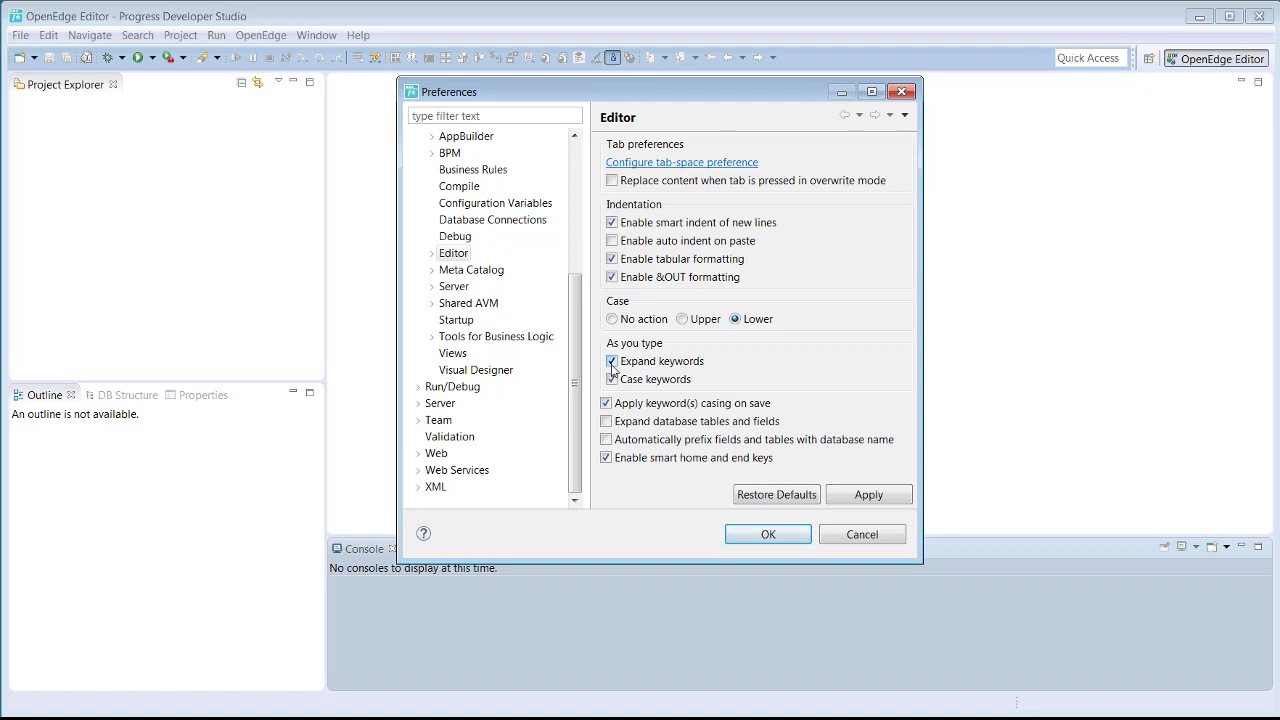 OpenEdge Editor - Progress Developer Studio
File Edit Navigate Search Project Run OpenEdge Window Help
Quick Access
OpenEdge Editor
Project Explorer
Outline DB Structure Properties
An outline is not available.
Preferences
type filter text
AppBuilder
BPM
Business Rules
Compile
Configuration Variables
Database Connections
Debug
Editor
Meta Catalog
Server
Shared AVM
Startup
Tools for Business Logic
Views
Visual Designer
Run/Debug
Server
Team
Validation
Web
Web Services
XML
Editor
Tab preferences
Configure tab-space preference
Replace content when tab is pressed in overwrite mode
Indentation
Enable smart indent of new lines
Enable auto indent on paste
Enable tabular formatting
Enable &OUT formatting
Case
No action Upper Lower
As you type
Expand keywords
Case keywords
Apply keyword(s) casing on save
Expand database tables and fields
Automatically prefix fields and tables with database name
Enable smart home and end keys
Restore Defaults Apply
OK Cancel
Console
No consoles to display at this time.